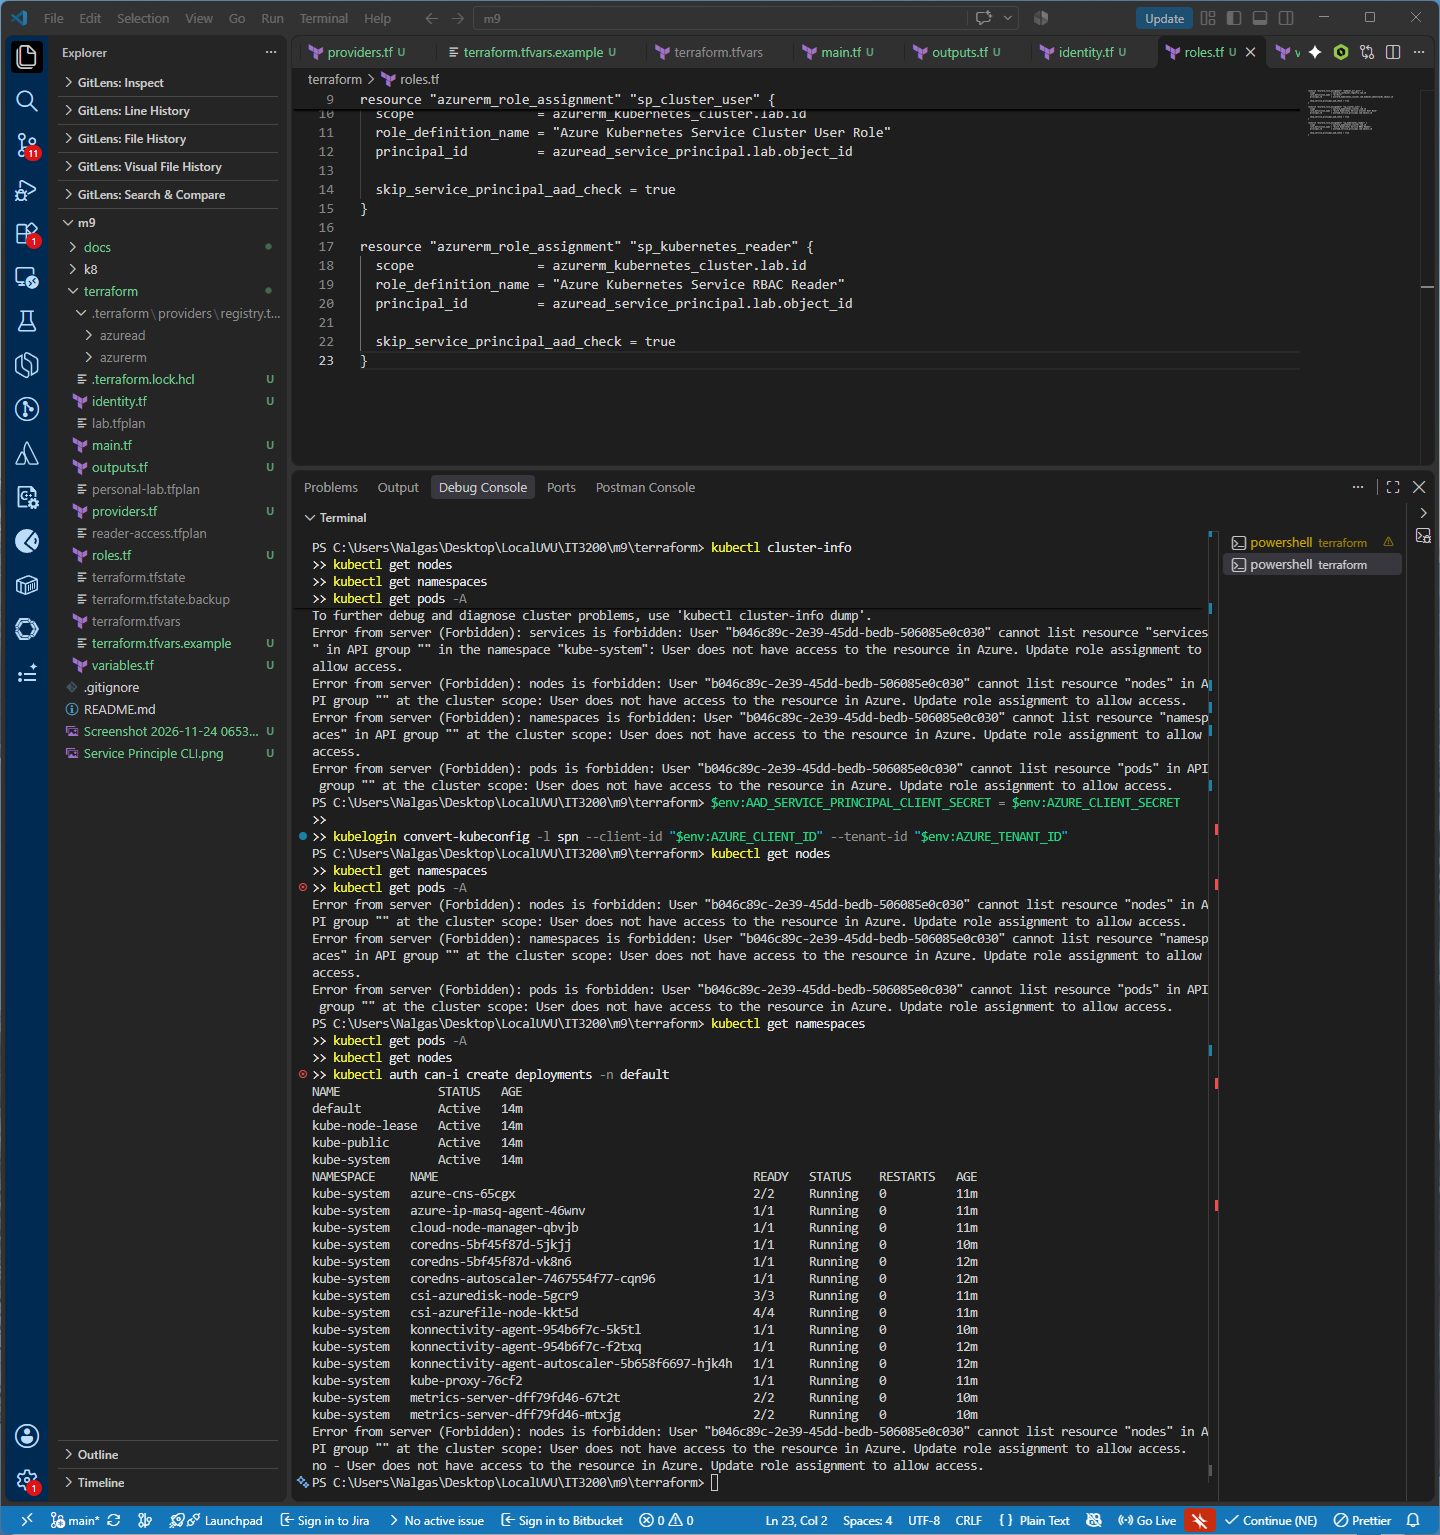 File Edit Selection View Go Run Terminal Help
m9
Update
Explorer
GitLens: Inspect
GitLens: Line History
GitLens: File History
GitLens: Visual File History
GitLens: Search & Compare
m9
docs
k8
terraform
.terraform\providers\registry.t...
azuread
azurerm
.terraform.lock.hcl U
identity.tf U
lab.tfplan
main.tf U
outputs.tf U
personal-lab.tfplan
providers.tf U
reader-access.tfplan
roles.tf U
terraform.tfstate
terraform.tfstate.backup
terraform.tfvars
terraform.tfvars.example U
variables.tf U
.gitignore
README.md
Screenshot 2026-11-24 0653... U
Service Principle CLI.png U
Outline
Timeline
11
1
1
providers.tf U terraform.tfvars.example U terraform.tfvars main.tf U outputs.tf U identity.tf U roles.tf U v
terraform > roles.tf
9 resource "azurerm_role_assignment" "sp_cluster_user" {
10 scope = azurerm_kubernetes_cluster.lab.id
11 role_definition_name = "Azure Kubernetes Service Cluster User Role"
12 principal_id = azuread_service_principal.lab.object_id
13
14 skip_service_principal_aad_check = true
15 }
16
17 resource "azurerm_role_assignment" "sp_kubernetes_reader" {
18 scope = azurerm_kubernetes_cluster.lab.id
19 role_definition_name = "Azure Kubernetes Service RBAC Reader"
20 principal_id = azuread_service_principal.lab.object_id
21
22 skip_service_principal_aad_check = true
23 }
Problems Output Debug Console Ports Postman Console
Terminal
PS C:\Users\Nalgas\Desktop\LocalUVU\IT3200\m9\terraform> kubectl cluster-info
>> kubectl get nodes
>> kubectl get namespaces
>> kubectl get pods -A
To further debug and diagnose cluster problems, use 'kubectl cluster-info dump'.
Error from server (Forbidden): services is forbidden: User "b046c89c-2e39-45dd-bedb-506085e0c030" cannot list resource "services
" in API group "" in the namespace "kube-system": User does not have access to the resource in Azure. Update role assignment to
allow access.
Error from server (Forbidden): nodes is forbidden: User "b046c89c-2e39-45dd-bedb-506085e0c030" cannot list resource "nodes" in A
PI group "" at the cluster scope: User does not have access to the resource in Azure. Update role assignment to allow access.
Error from server (Forbidden): namespaces is forbidden: User "b046c89c-2e39-45dd-bedb-506085e0c030" cannot list resource "namesp
aces" in API group "" at the cluster scope: User does not have access to the resource in Azure. Update role assignment to allow
access.
Error from server (Forbidden): pods is forbidden: User "b046c89c-2e39-45dd-bedb-506085e0c030" cannot list resource "pods" in API
group "" at the cluster scope: User does not have access to the resource in Azure. Update role assignment to allow access.
PS C:\Users\Nalgas\Desktop\LocalUVU\IT3200\m9\terraform> $env:AAD_SERVICE_PRINCIPAL_CLIENT_SECRET = $env:AZURE_CLIENT_SECRET
>>
>> kubelogin convert-kubeconfig -l spn --client-id "$env:AZURE_CLIENT_ID" --tenant-id "$env:AZURE_TENANT_ID"
PS C:\Users\Nalgas\Desktop\LocalUVU\IT3200\m9\terraform> kubectl get nodes
>> kubectl get namespaces
>> kubectl get pods -A
Error from server (Forbidden): nodes is forbidden: User "b046c89c-2e39-45dd-bedb-506085e0c030" cannot list resource "nodes" in A
PI group "" at the cluster scope: User does not have access to the resource in Azure. Update role assignment to allow access.
Error from server (Forbidden): namespaces is forbidden: User "b046c89c-2e39-45dd-bedb-506085e0c030" cannot list resource "namesp
aces" in API group "" at the cluster scope: User does not have access to the resource in Azure. Update role assignment to allow
access.
Error from server (Forbidden): pods is forbidden: User "b046c89c-2e39-45dd-bedb-506085e0c030" cannot list resource "pods" in API
group "" at the cluster scope: User does not have access to the resource in Azure. Update role assignment to allow access.
PS C:\Users\Nalgas\Desktop\LocalUVU\IT3200\m9\terraform> kubectl get namespaces
>> kubectl get pods -A
>> kubectl get nodes
>> kubectl auth can-i create deployments -n default
NAME STATUS AGE
default Active 14m
kube-node-lease Active 14m
kube-public Active 14m
kube-system Active 14m
NAMESPACE NAME READY STATUS RESTARTS AGE
kube-system azure-cns-65cgx 2/2 Running 0 11m
kube-system azure-ip-masq-agent-46wnv 1/1 Running 0 11m
kube-system cloud-node-manager-qbvjb 1/1 Running 0 11m
kube-system coredns-5bf45f87d-5jkjj 1/1 Running 0 10m
kube-system coredns-5bf45f87d-vk8n6 1/1 Running 0 12m
kube-system coredns-autoscaler-7467554f77-cqn96 1/1 Running 0 12m
kube-system csi-azuredisk-node-5gcr9 3/3 Running 0 11m
kube-system csi-azurefile-node-kkt5d 4/4 Running 0 11m
kube-system konnectivity-agent-954b6f7c-5k5tl 1/1 Running 0 10m
kube-system konnectivity-agent-954b6f7c-f2txq 1/1 Running 0 12m
kube-system konnectivity-agent-autoscaler-5b658f6697-hjk4h 1/1 Running 0 12m
kube-system kube-proxy-76cf2 1/1 Running 0 11m
kube-system metrics-server-dff79fd46-67t2t 2/2 Running 0 10m
kube-system metrics-server-dff79fd46-mtxjg 2/2 Running 0 10m
Error from server (Forbidden): nodes is forbidden: User "b046c89c-2e39-45dd-bedb-506085e0c030" cannot list resource "nodes" in A
PI group "" at the cluster scope: User does not have access to the resource in Azure. Update role assignment to allow access.
no - User does not have access to the resource in Azure. Update role assignment to allow access.
PS C:\Users\Nalgas\Desktop\LocalUVU\IT3200\m9\terraform>
powershell terraform
powershell terraform
main* Launchpad Sign in to Jira No active issue Sign in to Bitbucket 0 0 Ln 23, Col 2 Spaces: 4 UTF-8 CRLF { } Plain Text Go Live Continue (NE) Prettier